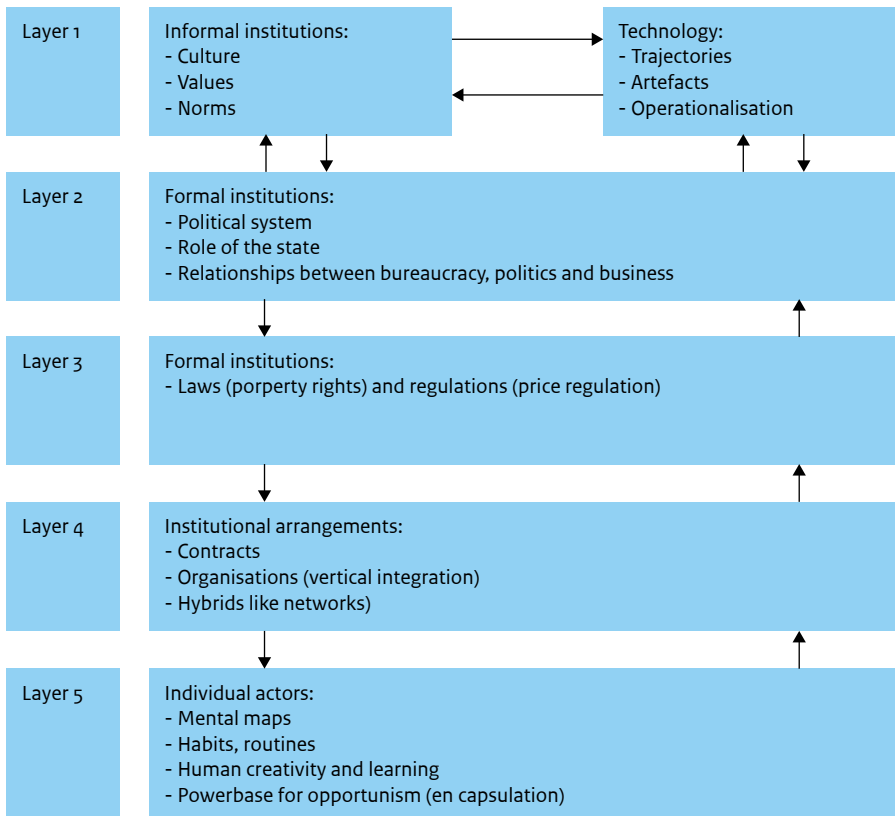 Layer 1
Informal institutions:
- Culture
- Values
- Norms
Technology:
- Trajectories
- Artefacts
- Operationalisation
Layer 2
Formal institutions:
- Political system
- Role of the state
- Relationships between bureaucracy, politics and business
Layer 3
Formal institutions:
- Laws (porperty rights) and regulations (price regulation)
Layer 4
Institutional arrangements:
- Contracts
- Organisations (vertical integration)
- Hybrids like networks)
Layer 5
Individual actors:
- Mental maps
- Habits, routines
- Human creativity and learning
- Powerbase for opportunism (en capsulation)